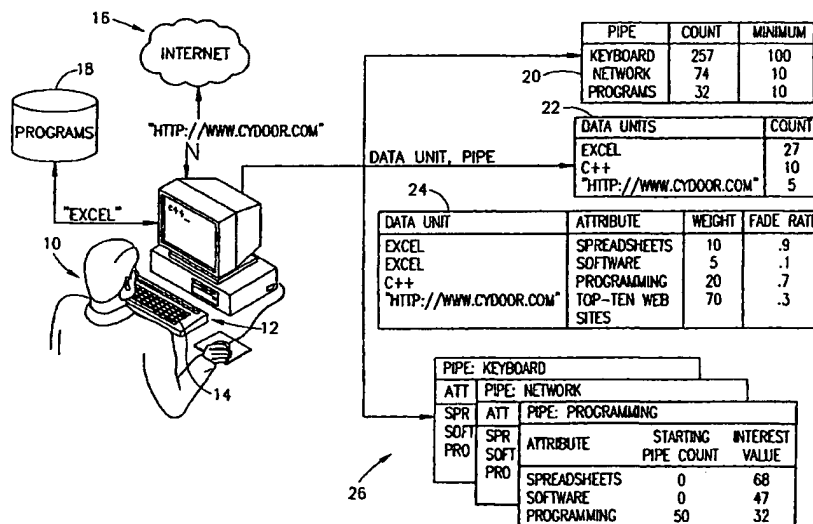 16
INTERNET
18
PROGRAMS
"HTTP://WWW.CYDOOR.COM"
"EXCEL"
C++_
10
12
14
DATA UNIT, PIPE
20
PIPE COUNT MINIMUM
KEYBOARD 257 100
NETWORK 74 10
PROGRAMS 32 10
22
DATA UNITS COUNT
EXCEL 27
C++ 10
"HTTP://WWW.CYDOOR.COM" 5
24
DATA UNIT ATTRIBUTE WEIGHT FADE RATE
EXCEL SPREADSHEETS 10 .9
EXCEL SOFTWARE 5 .1
C++ PROGRAMMING 20 .7
"HTTP://WWW.CYDOOR.COM" TOP-TEN WEB 70 .3
SITES
26
PIPE: KEYBOARD
ATT
SPR
SOFT
PRO
PIPE: NETWORK
ATT
SPR
SOFT
PRO
PIPE: PROGRAMMING
ATTRIBUTE STARTING INTEREST
PIPE COUNT VALUE
SPREADSHEETS 0 68
SOFTWARE 0 47
PROGRAMMING 50 32